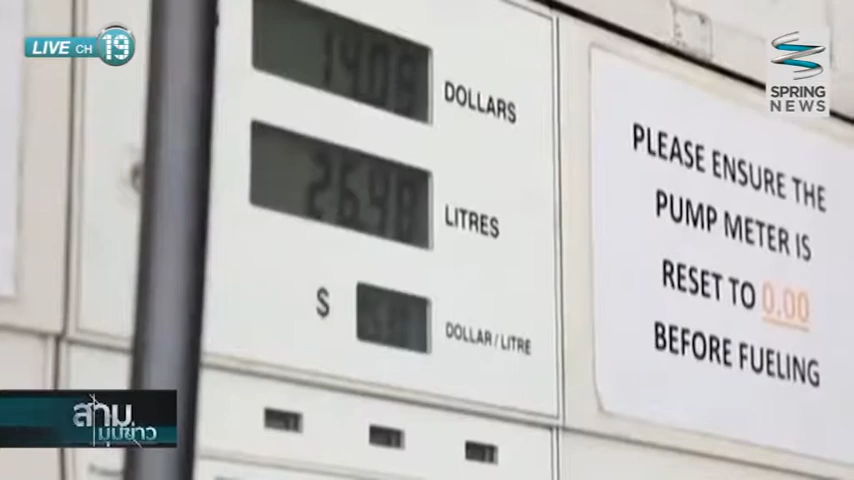 LIVE CH 19
SPRING
NEWS
14.09 DOLLARS
26.48 LITRES
$
DOLLAR/LITRE
PLEASE ENSURE THE
PUMP METER IS
RESET TO 0.00
BEFORE FUELING
สาม
มุมข่าว